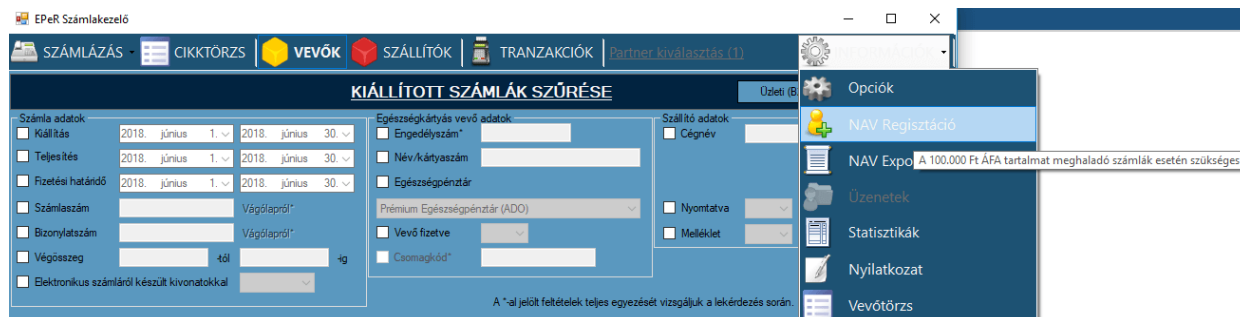 EPeR Számlakezelő
SZÁMLÁZÁS CIKKTÖRZS VEVŐK SZÁLLÍTÓK TRANZAKCIÓK Partner kiválasztás (1)
KIÁLLÍTOTT SZÁMLÁK SZŰRÉSE
Üzleti (B
Számla adatok
Kiállítás 2018. június 1. 2018. június 30.
Teljesítés 2018. június 1. 2018. június 30.
Fizetési határidő 2018. június 1. 2018. június 30.
Számlaszám Vágólapról*
Bizonylatszám Vágólapról*
Végösszeg -tól -ig
Elektronikus számláról készült kivonatokkal
Egészségkártyás vevő adatok
Engedélyszám*
Név/kártyaszám
Egészségpénztár
Prémium Egészségpénztár (ADO)
Vevő fizetve
Csomagkód*
Szállító adatok
Cégnév
Nyomtatva
Melléklet
A *-al jelölt feltételek teljes egyezését vizsgáljuk a lekérdezés során.
Opciók
NAV Regisztáció
NAV Expo
A 100.000 Ft ÁFA tartalmat meghaladó számlák esetén szükséges
Üzenetek
Statisztikák
Nyilatkozat
Vevőtörzs